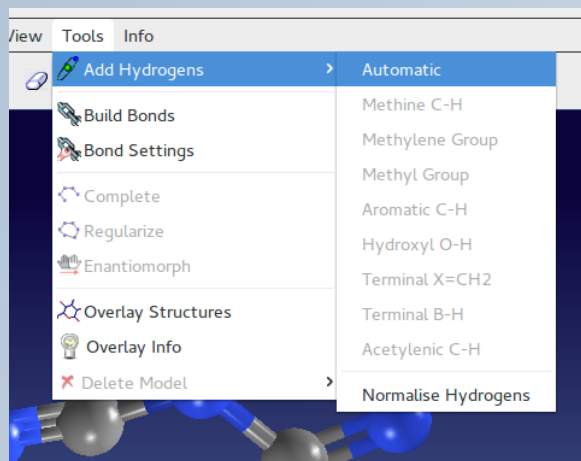 View Tools Info
Add Hydrogens
Build Bonds
Bond Settings
Complete
Regularize
Enantiomorph
Overlay Structures
Overlay Info
Delete Model
Automatic
Methine C-H
Methylene Group
Methyl Group
Aromatic C-H
Hydroxyl O-H
Terminal X=CH2
Terminal B-H
Acetylenic C-H
Normalise Hydrogens